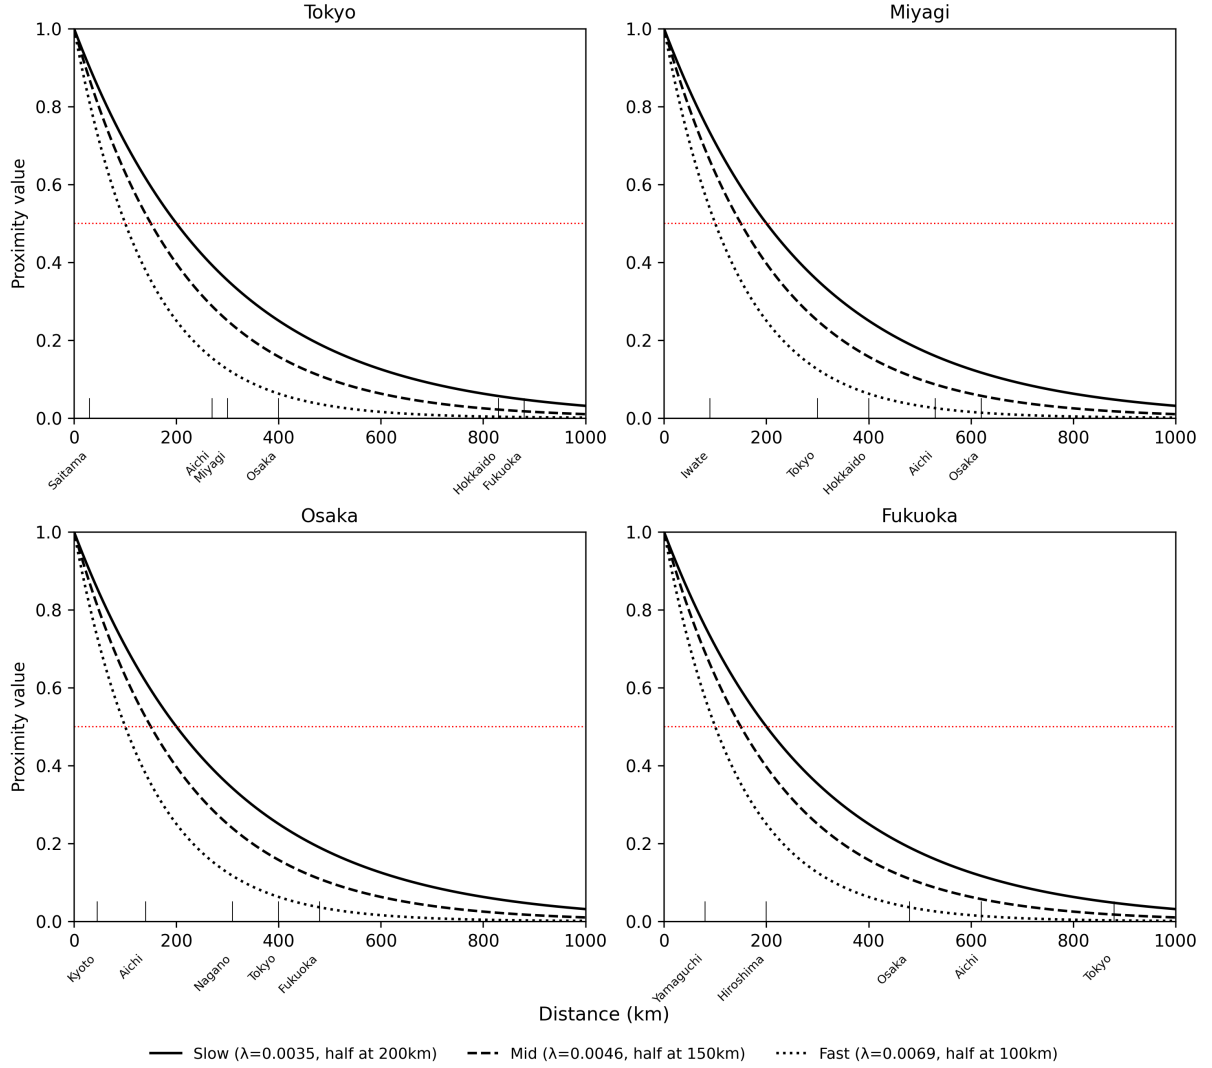 Tokyo
Miyagi
Proximity value
1.0
0.8
0.6
0.4
0.2
0.0
0 200 400 600 800 1000
Saitama Aichi Miyagi Osaka Hokkaido Fukuoka
1.0
0.8
0.6
0.4
0.2
0.0
0 200 400 600 800 1000
Iwate Tokyo Hokkaido Aichi Osaka
Osaka
Fukuoka
Proximity value
1.0
0.8
0.6
0.4
0.2
0.0
0 200 400 600 800 1000
Kyoto Aichi Nagano Tokyo Fukuoka
1.0
0.8
0.6
0.4
0.2
0.0
0 200 400 600 800 1000
Yamaguchi Hiroshima Osaka Aichi Tokyo
Distance (km)
Slow (λ=0.0035, half at 200km) Mid (λ=0.0046, half at 150km) Fast (λ=0.0069, half at 100km)